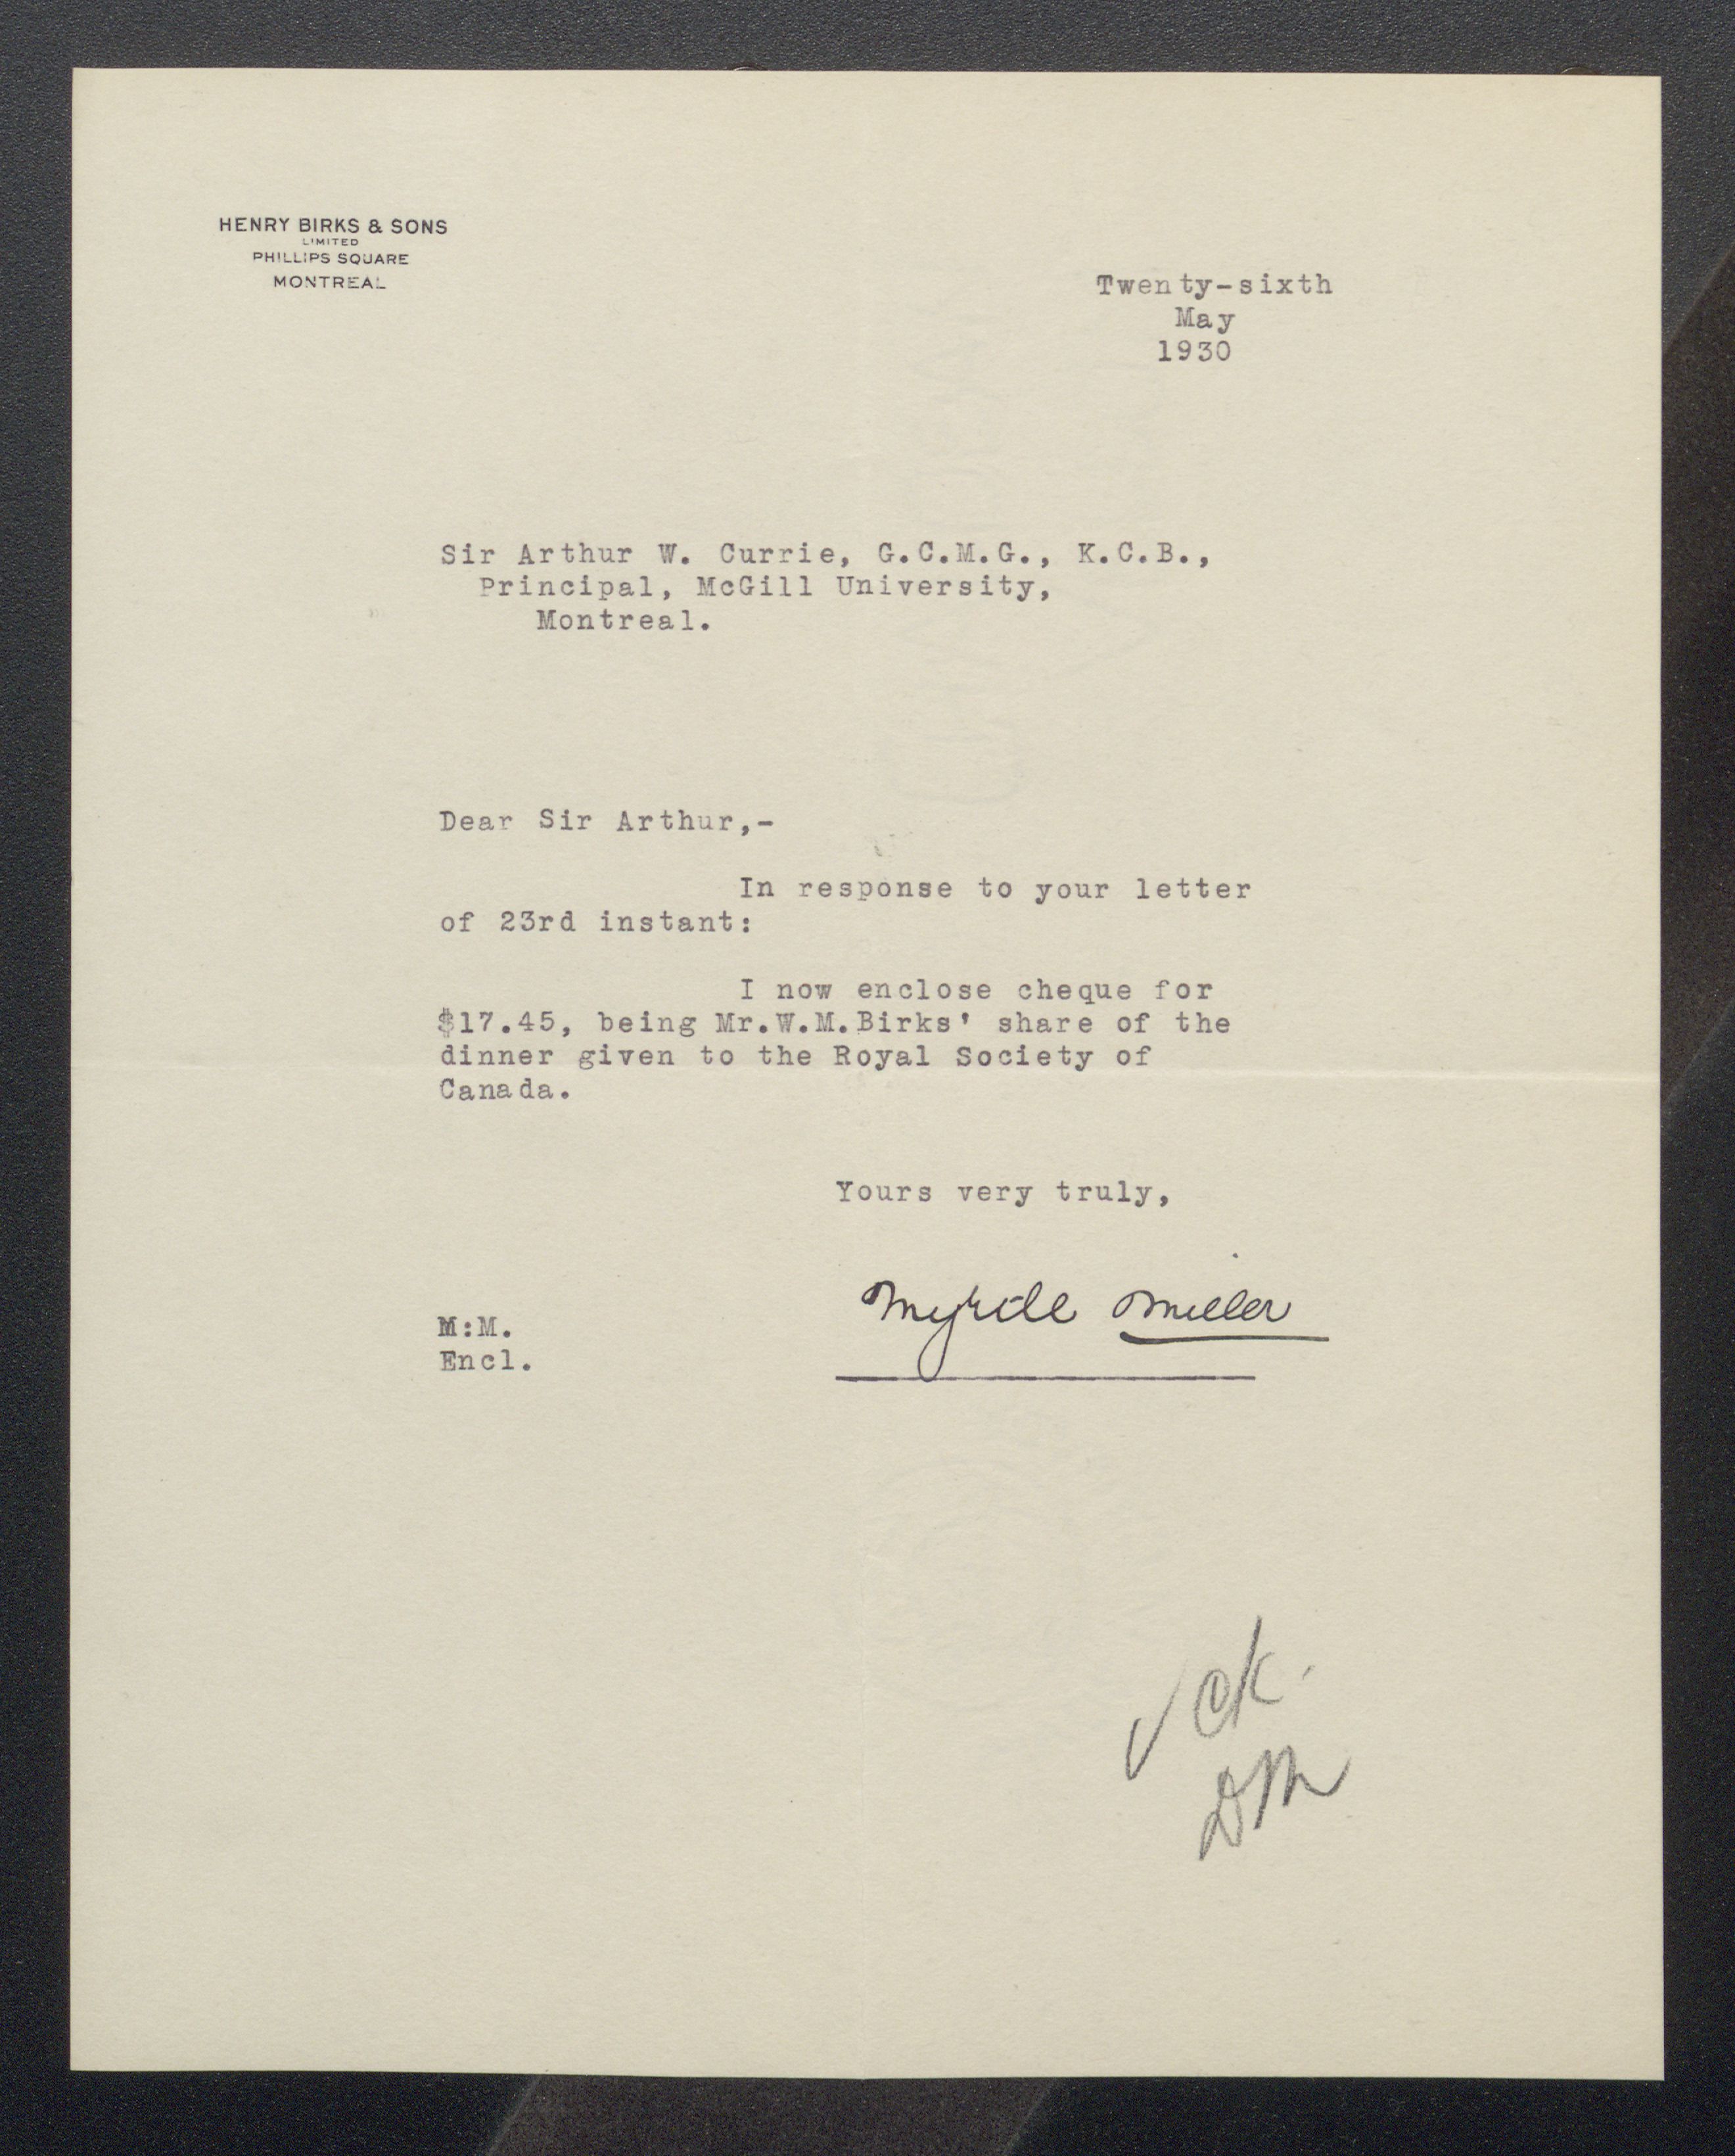 HENRY BIRKS & SONS
LIMITED
PHILLIPS SQUARE
MONTREAL
Twenty-sixth
May
1930
Sir Arthur W. Currie, G.C.M.G., K.C.B.,
Principal, McGill University,
Montreal.
Dear Sir Arthur,-
In response to your letter
of 23rd instant:
I now enclose cheque for
$17.45, being Mr.W.M.Birks' share of the
dinner given to the Royal Society of
Canada.
Yours very truly,
Myrtle Miller
M:M.
Encl.
✓ CK.
DM